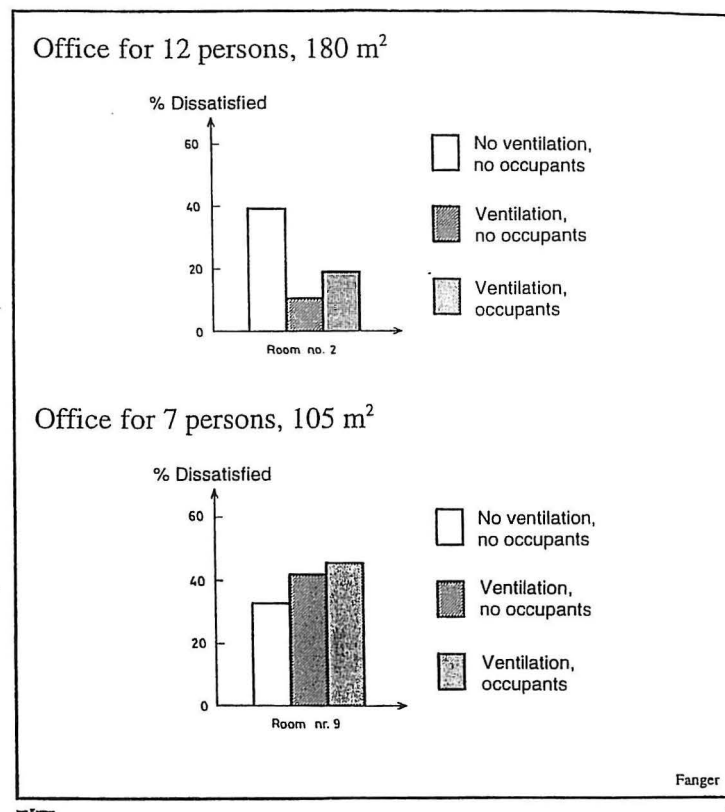 Office for 12 persons, 180 m²
% Dissatisfied
60
40
20
0
Room no. 2
No ventilation,
no occupants
Ventilation,
no occupants
Ventilation,
occupants
Office for 7 persons, 105 m²
% Dissatisfied
60
40
20
0
Room nr. 9
No ventilation,
no occupants
Ventilation,
no occupants
Ventilation,
occupants
Fanger